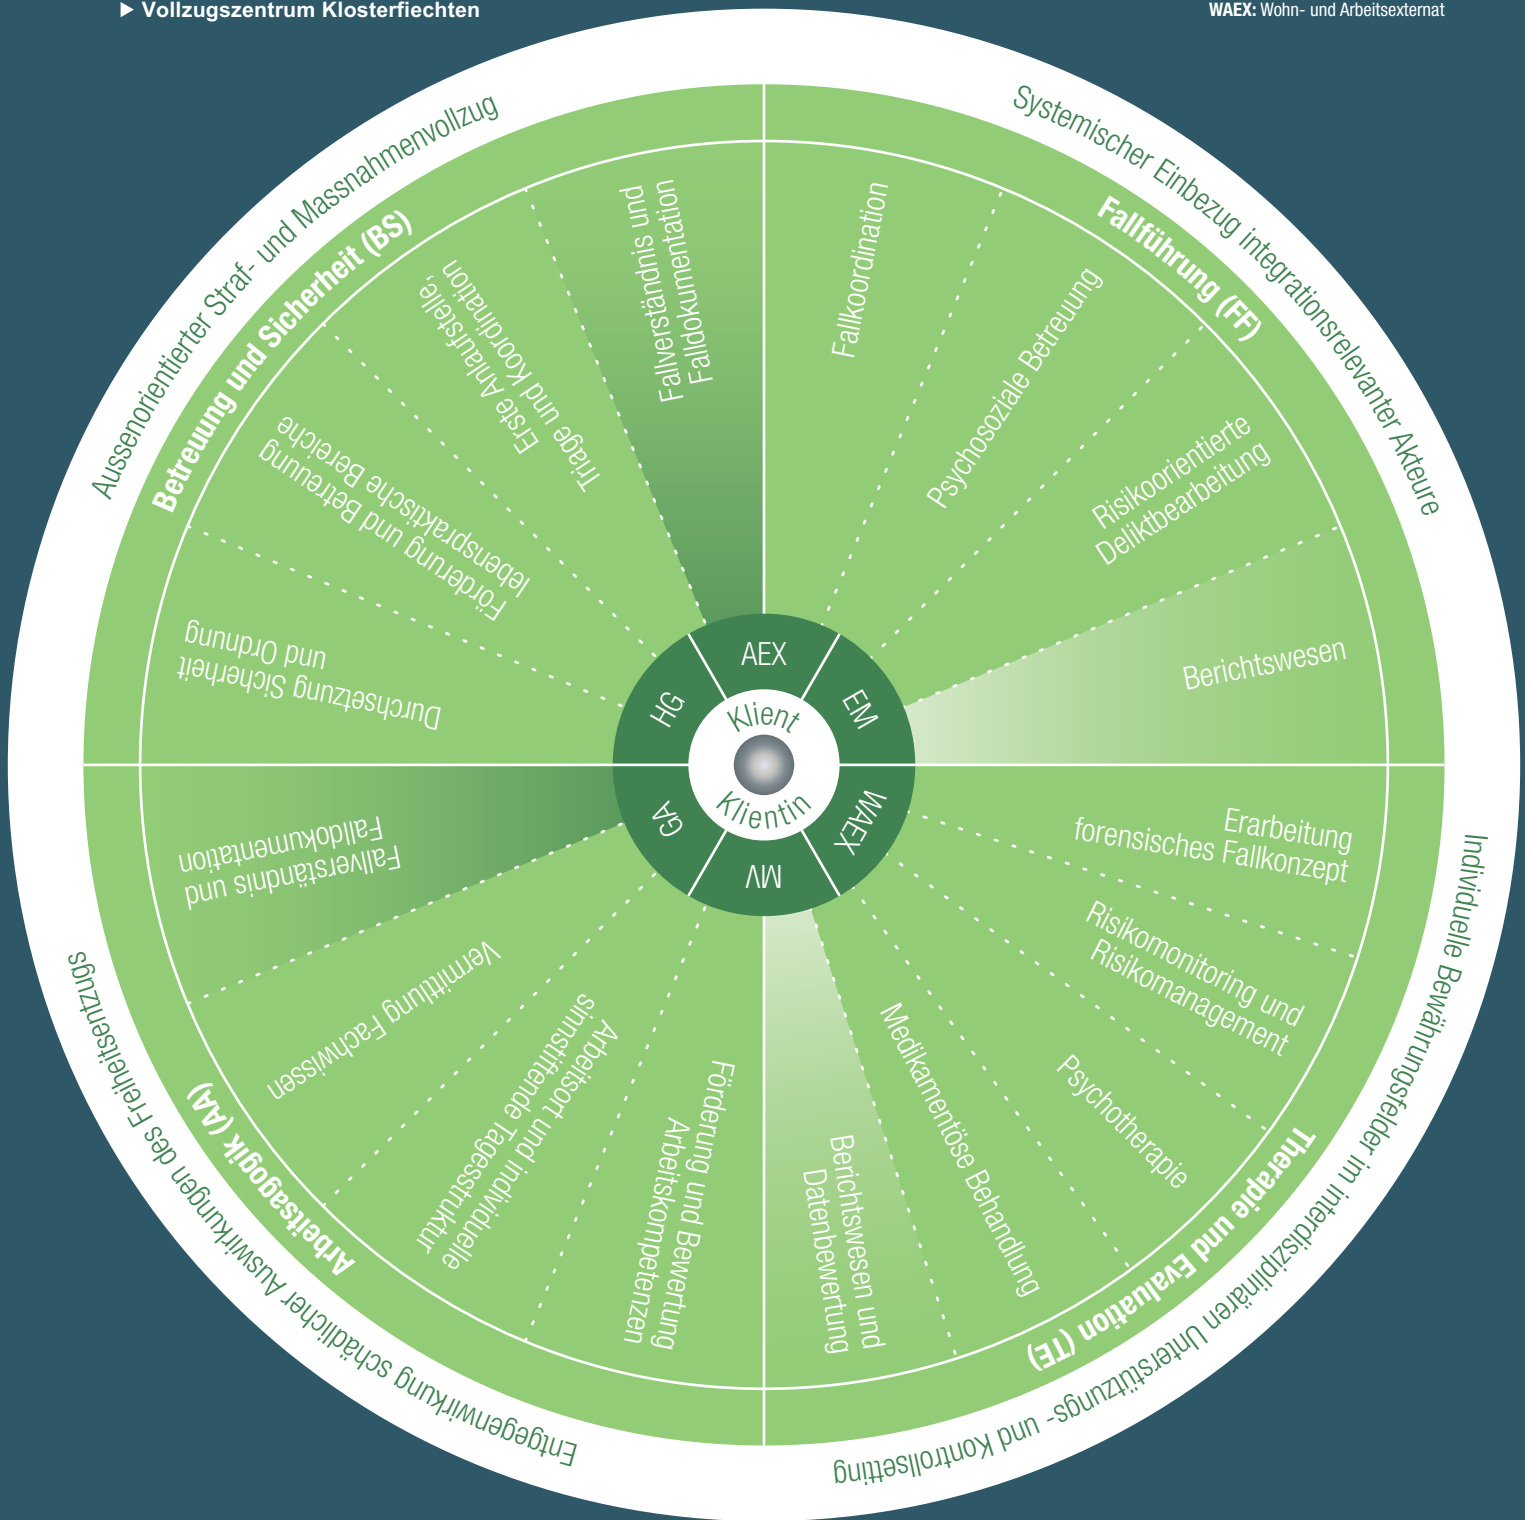 ▶ Vollzugszentrum Klosterfiechten
WAEX: Wohn- und Arbeitsexternat
Aussenorientierter Straf- und Massnahmenvollzug
Systemischer Einbezug integrationsrelevanter Akteure
Individuelle Bewährungsfelder im interdisziplinären Unterstützungs- und Kontrollsetting
Entgegenwirkung schädlicher Auswirkungen des Freiheitsentzugs
Betreuung und Sicherheit (BS)
Durchsetzung Sicherheit
und Ordnung
Förderung und Betreuung
lebenspraktische Bereiche
Erste Anlaufstelle,
Triage und Koordination
Fallverständnis und
Falldokumentation
Fallführung (FF)
Fallkoordination
Psychosoziale Betreuung
Risikoorientierte
Deliktbearbeitung
Berichtswesen
Therapie und Evaluation (TE)
Erarbeitung
forensisches Fallkonzept
Risikomonitoring und
Risikomanagement
Psychotherapie
Medikamentöse Behandlung
Berichtswesen und
Datenbewertung
Arbeitsagogik (AA)
Förderung und Bewertung
Arbeitskompetenzen
Arbeitsort und individuelle
sinnstiftende Tagesstruktur
Vermittlung Fachwissen
Fallverständnis und
Falldokumentation
AEX
EM
WAEX
MV
GA
HG
Klient
Klientin